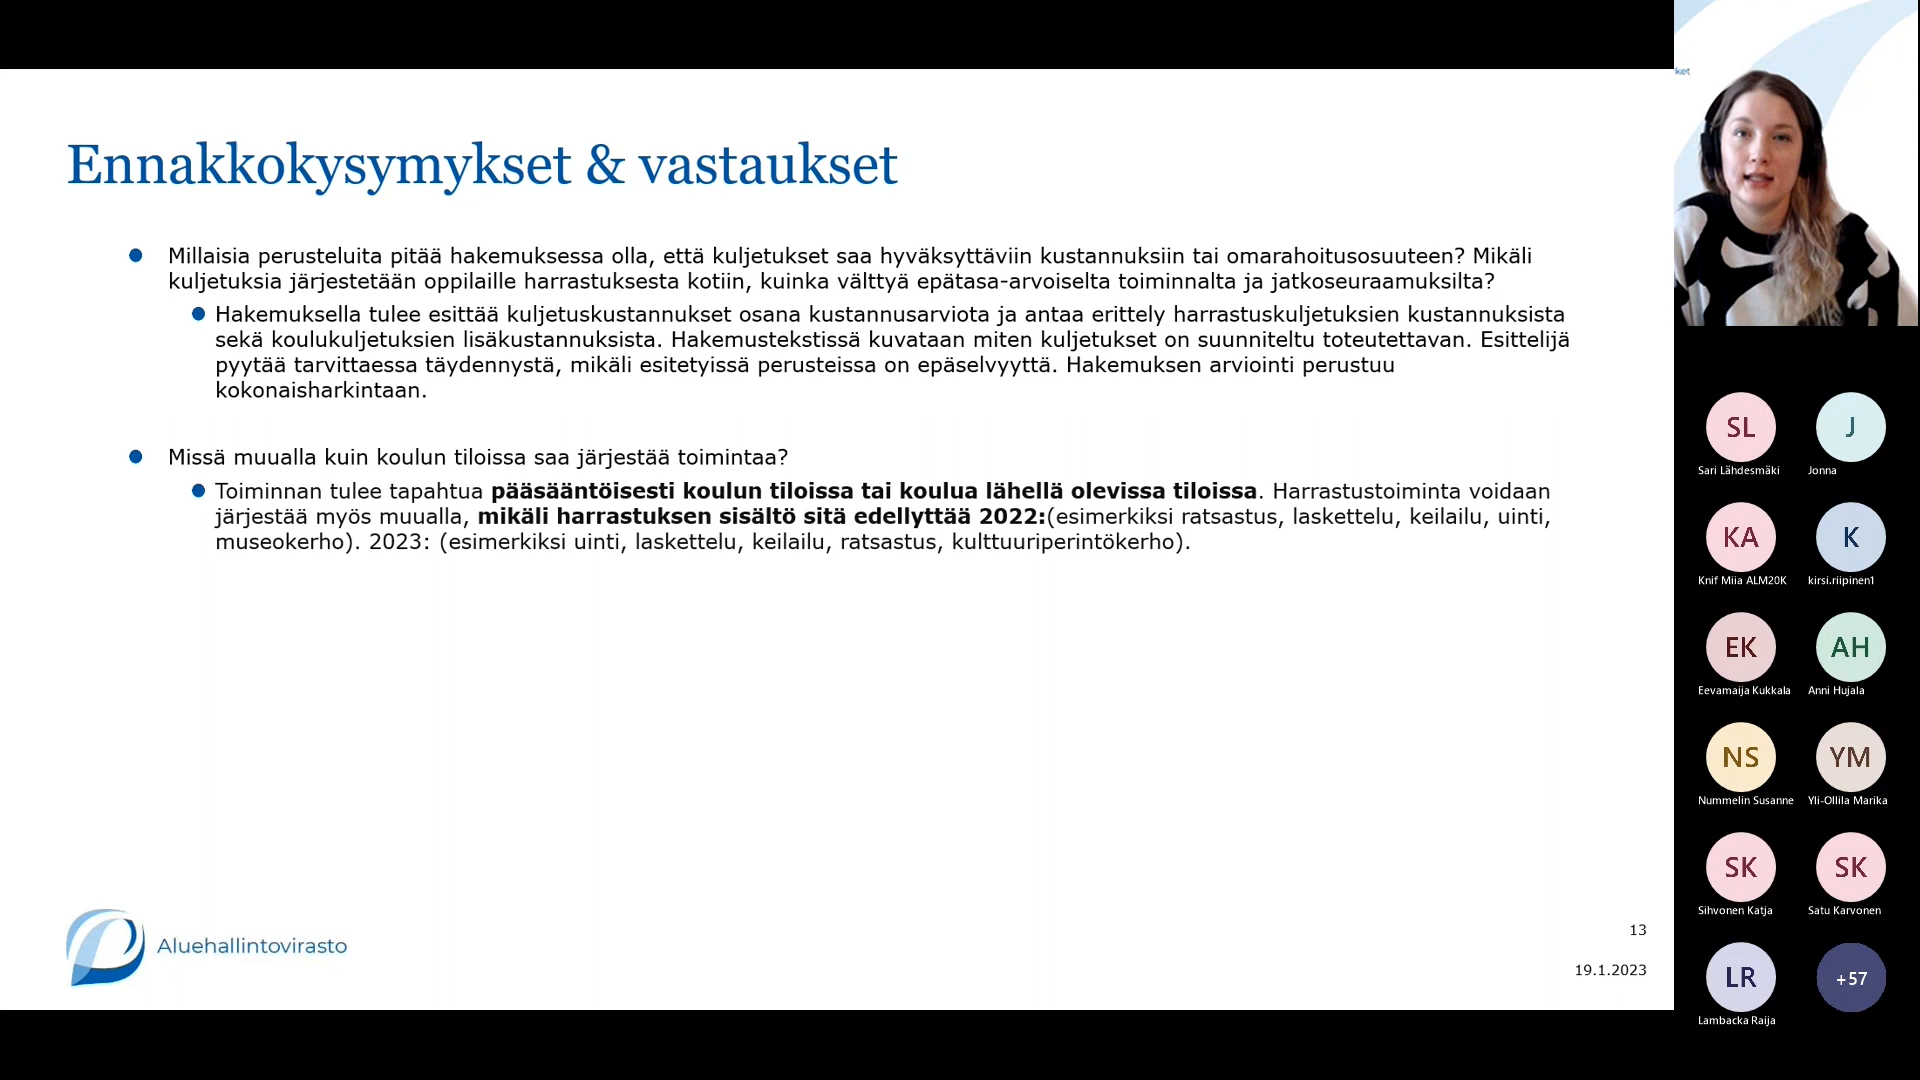 Ennakkokysymykset & vastaukset
Millaisia perusteluita pitää hakemuksessa olla, että kuljetukset saa hyväksyttäviin kustannuksiin tai omarahoitusosuuteen? Mikäli
kuljetuksia järjestetään oppilaille harrastuksesta kotiin, kuinka välttyä epätasa-arvoiselta toiminnalta ja jatkoseuraamuksilta?
Hakemuksella tulee esittää kuljetuskustannukset osana kustannusarviota ja antaa erittely harrastuskuljetuksien kustannuksista
sekä koulukuljetuksien lisäkustannuksista. Hakemustekstissä kuvataan miten kuljetukset on suunniteltu toteutettavan. Esittelijä
pyytää tarvittaessa täydennystä, mikäli esitetyissä perusteissa on epäselvyyttä. Hakemuksen arviointi perustuu
kokonaisharkintaan.
Missä muualla kuin koulun tiloissa saa järjestää toimintaa?
Toiminnan tulee tapahtua pääsääntöisesti koulun tiloissa tai koulua lähellä olevissa tiloissa. Harrastustoiminta voidaan
järjestää myös muualla, mikäli harrastuksen sisältö sitä edellyttää 2022:(esimerkiksi ratsastus, laskettelu, keilailu, uinti,
museokerho). 2023: (esimerkiksi uinti, laskettelu, keilailu, ratsastus, kulttuuriperintökerho).
Aluehallintovirasto
13
19.1.2023
ket
SL
J
Sari Lähdesmäki
Jonna
KA
K
Knif Miia ALM20K
kirsi.riipinen1
EK
AH
Eevamaija Kukkala
Anni Hujala
NS
YM
Nummelin Susanne
Yli-Ollila Marika
SK
SK
Sihvonen Katja
Satu Karvonen
LR
+57
Lambacka Raija